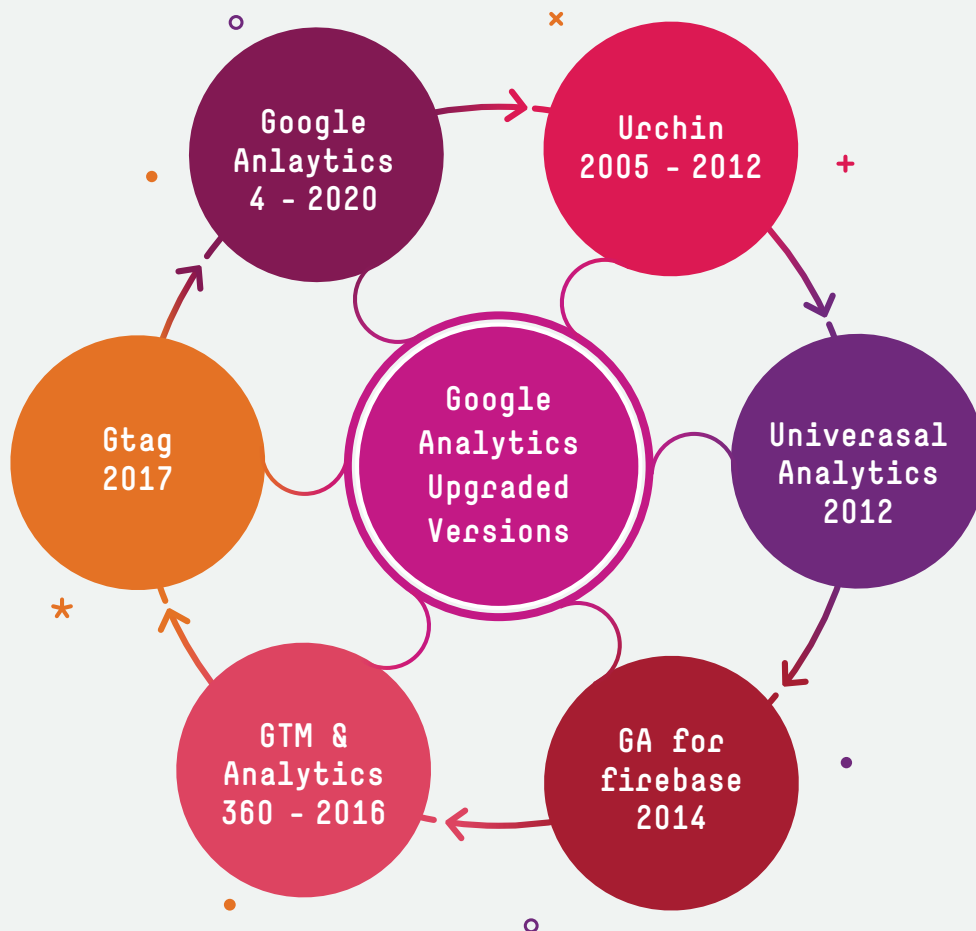 Google
Analytics
Upgraded
Versions
Urchin
2005 - 2012
Univerasal
Analytics
2012
GA for
firebase
2014
GTM &
Analytics
360 - 2016
Gtag
2017
Google
Anlaytics
4 - 2020